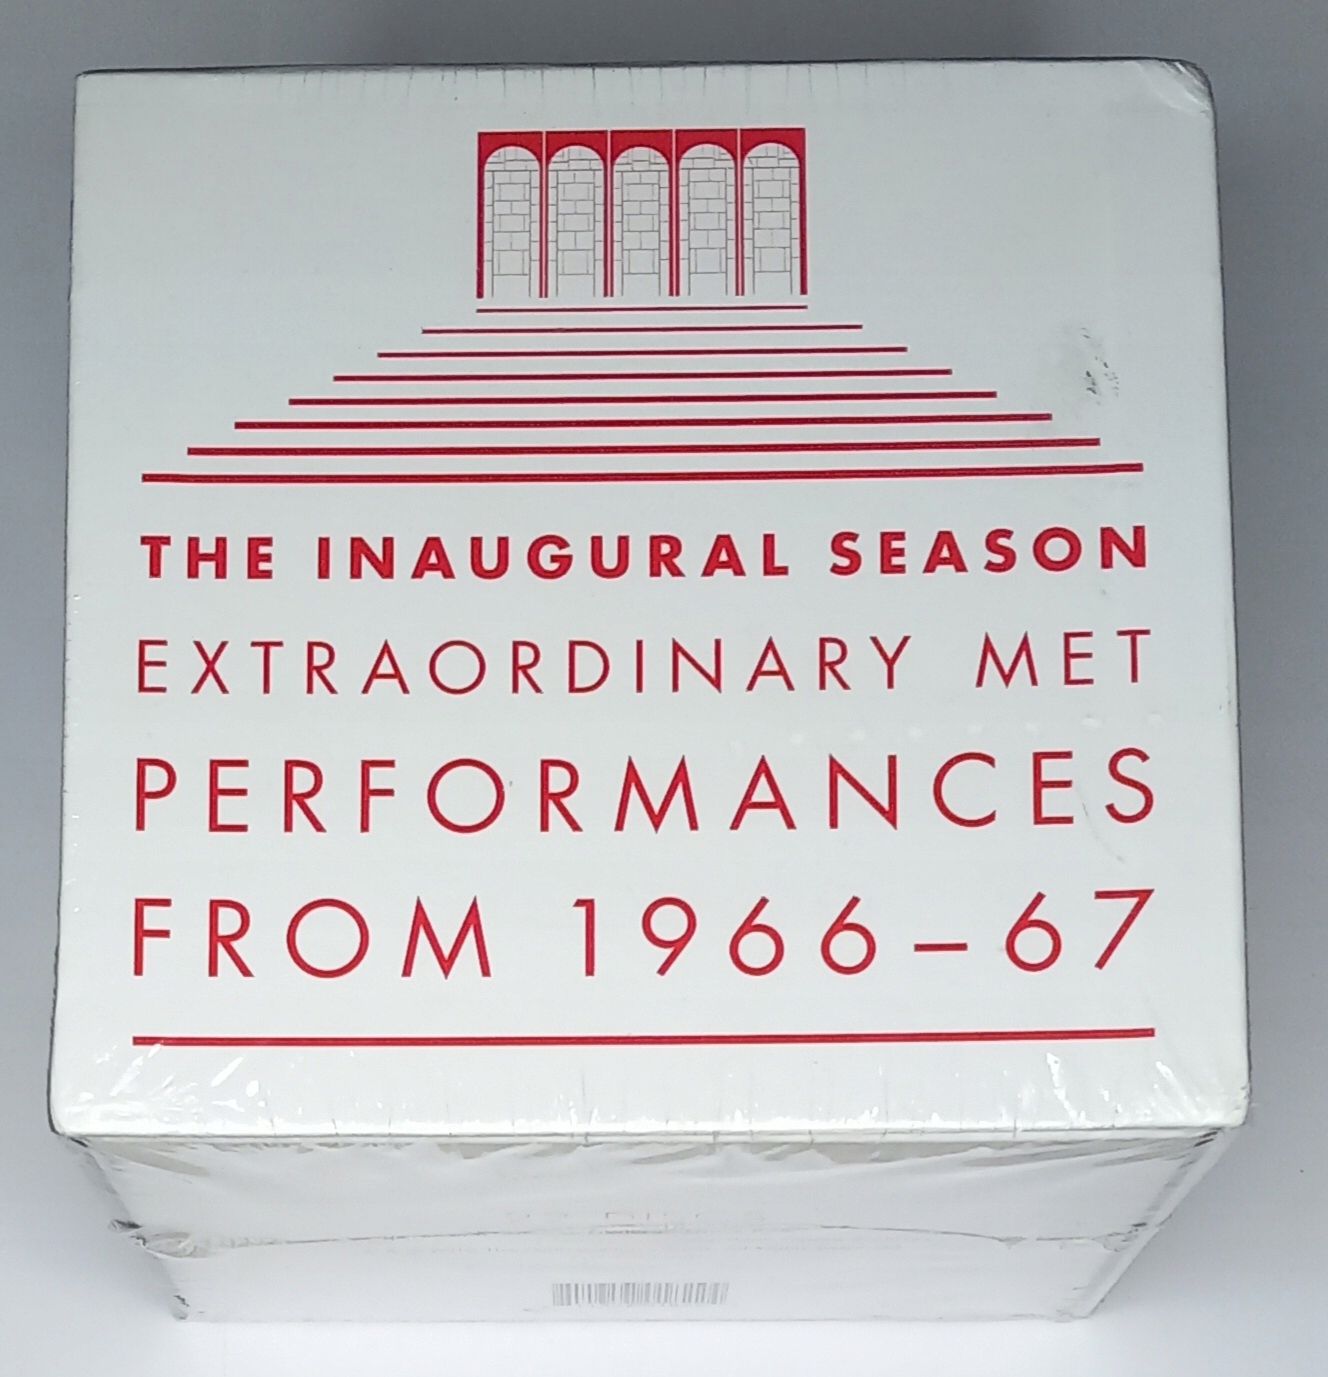 THE INAUGURAL SEASON
EXTRAORDINARY MET
PERFORMANCES
FROM 1966–67